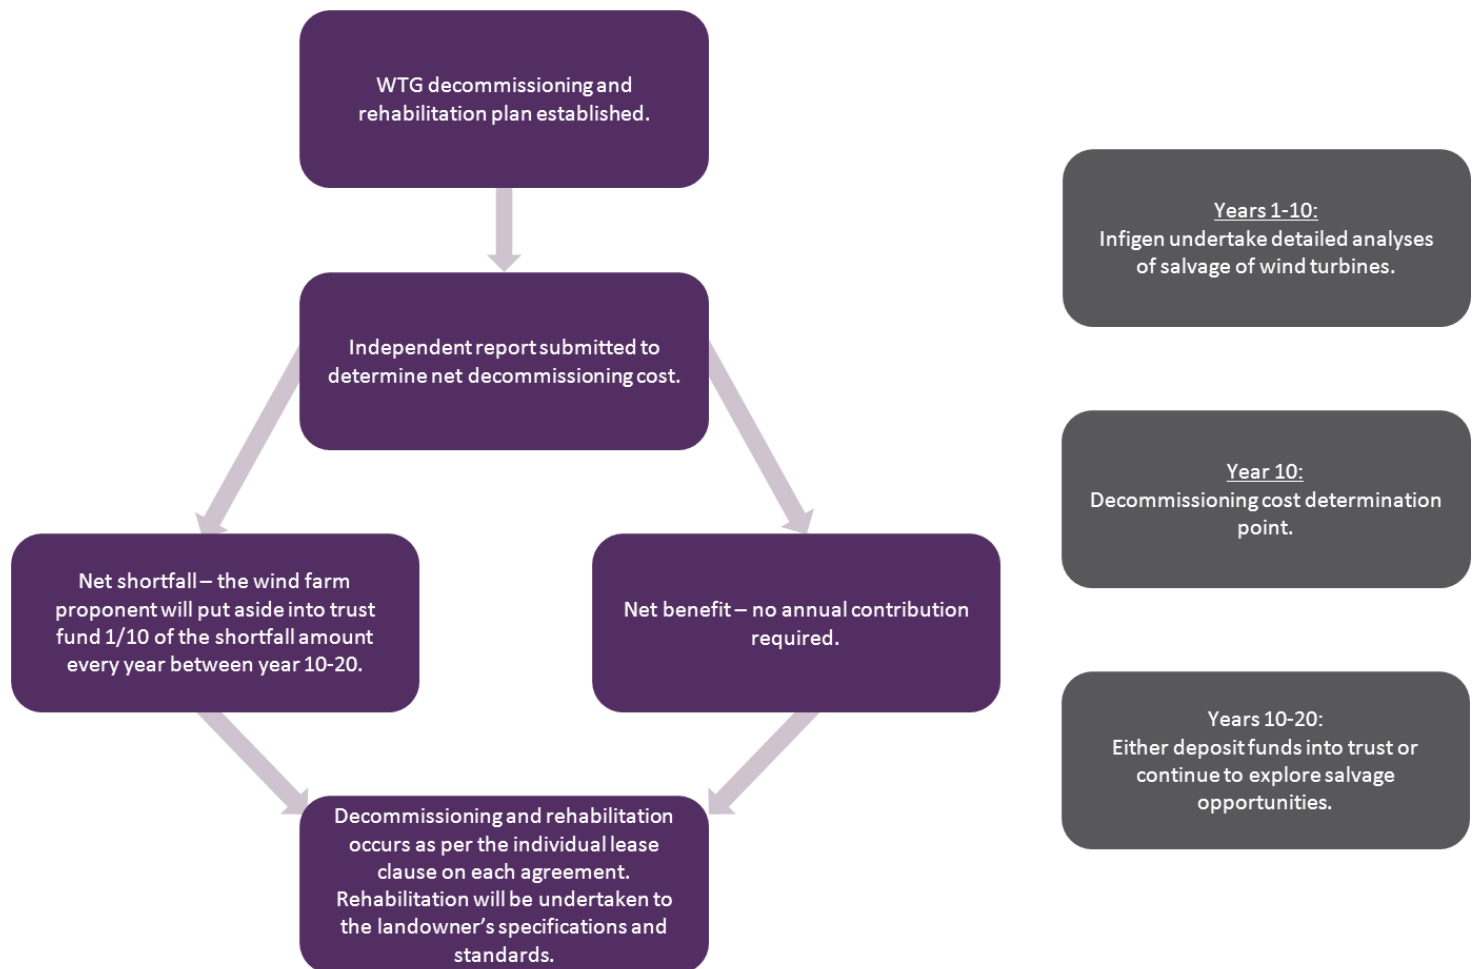 WTG decommissioning and
rehabilitation plan established.
Independent report submitted to
determine net decommissioning cost.
Net shortfall – the wind farm
proponent will put aside into trust
fund 1/10 of the shortfall amount
every year between year 10-20.
Net benefit – no annual contribution
required.
Decommissioning and rehabilitation
occurs as per the individual lease
clause on each agreement.
Rehabilitation will be undertaken to
the landowner’s specifications and
standards.
Years 1-10:
Infigen undertake detailed analyses
of salvage of wind turbines.
Year 10:
Decommissioning cost determination
point.
Years 10-20:
Either deposit funds into trust or
continue to explore salvage
opportunities.